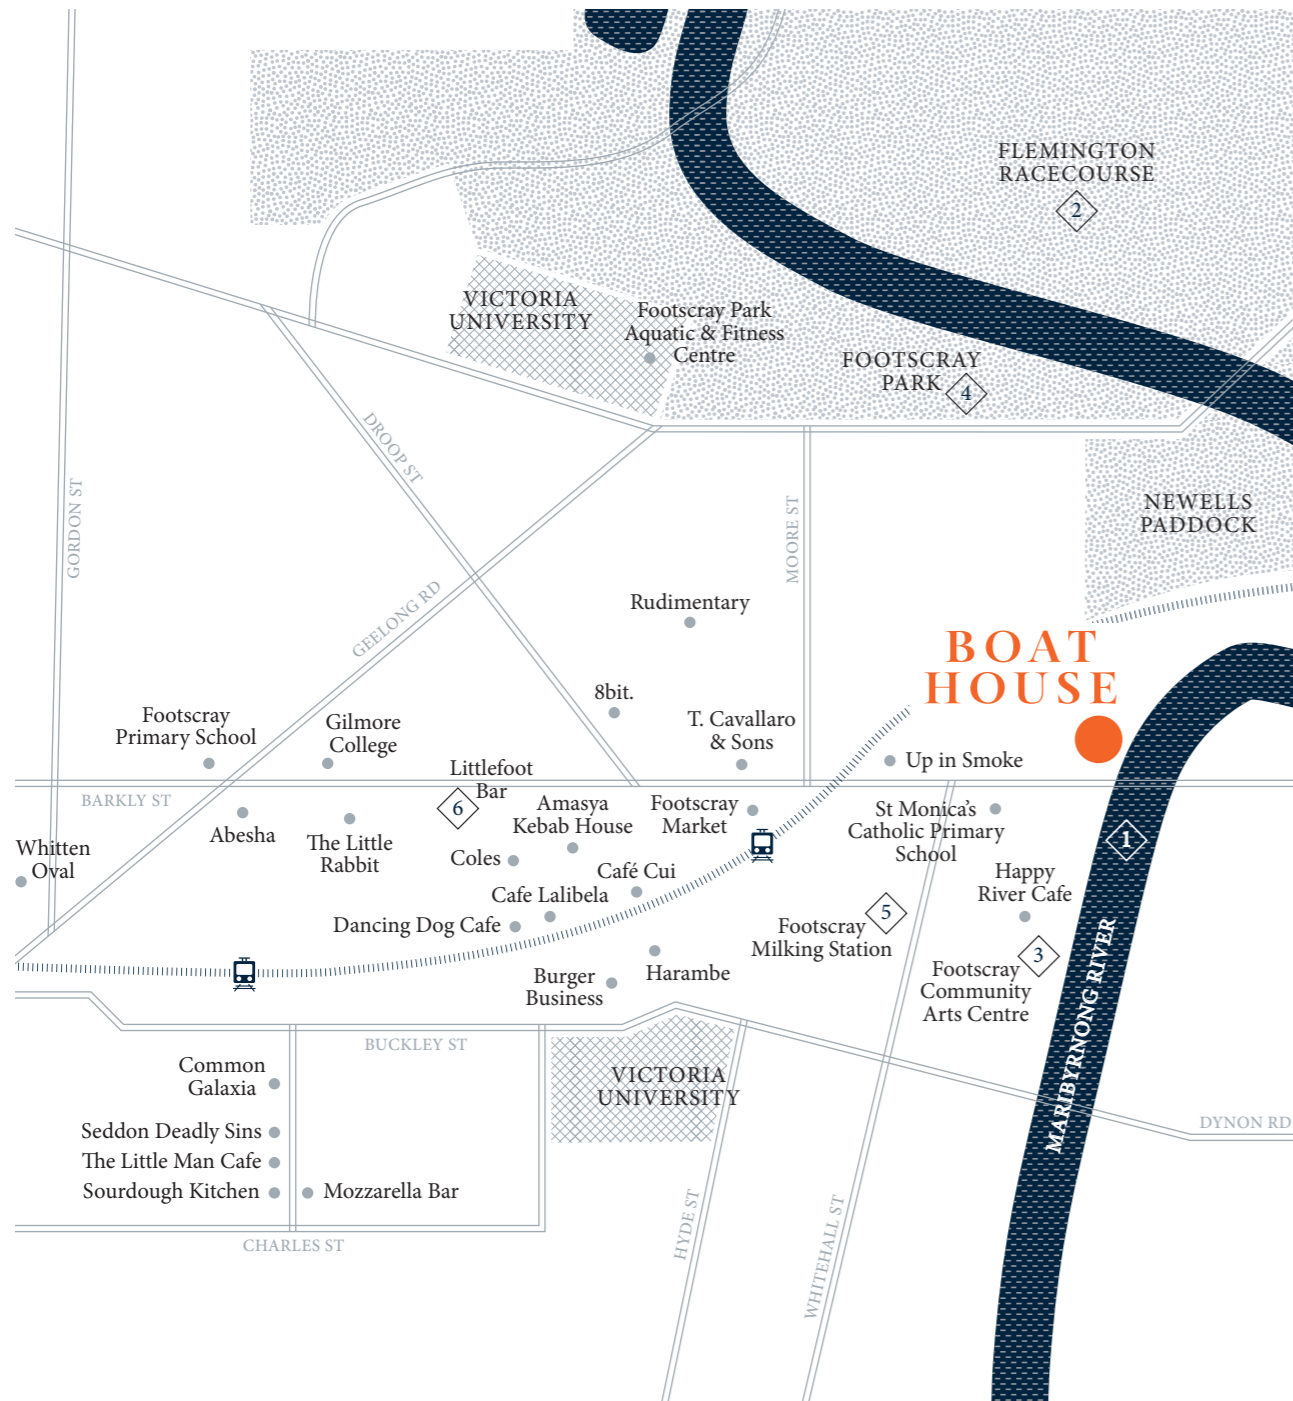 FLEMINGTON
RACECOURSE
2
VICTORIA
UNIVERSITY
Footscray Park
Aquatic & Fitness
Centre
FOOTSCRAY
PARK
4
DROOP ST
GORDON ST
MOORE ST
NEWELLS
PADDOCK
GEELONG RD
Rudimentary
BOAT
HOUSE
8bit.
Footscray
Primary School
Gilmore
College
T. Cavallaro
& Sons
Up in Smoke
Littlefoot
Bar
6
BARKLY ST
Abesha
The Little
Rabbit
Amasya
Kebab House
Footscray
Market
St Monica's
Catholic Primary
School
1
Whitten
Oval
Coles
Café Cui
Happy
River Cafe
Cafe Lalibela
Dancing Dog Cafe
5
Footscray
Milking Station
3
Footscray
Community
Arts Centre
Harambe
Burger
Business
MARIBYRNONG RIVER
BUCKLEY ST
Common
Galaxia
VICTORIA
UNIVERSITY
DYNON RD
Seddon Deadly Sins
The Little Man Cafe
Sourdough Kitchen
Mozzarella Bar
HYDE ST
WHITEHALL ST
CHARLES ST